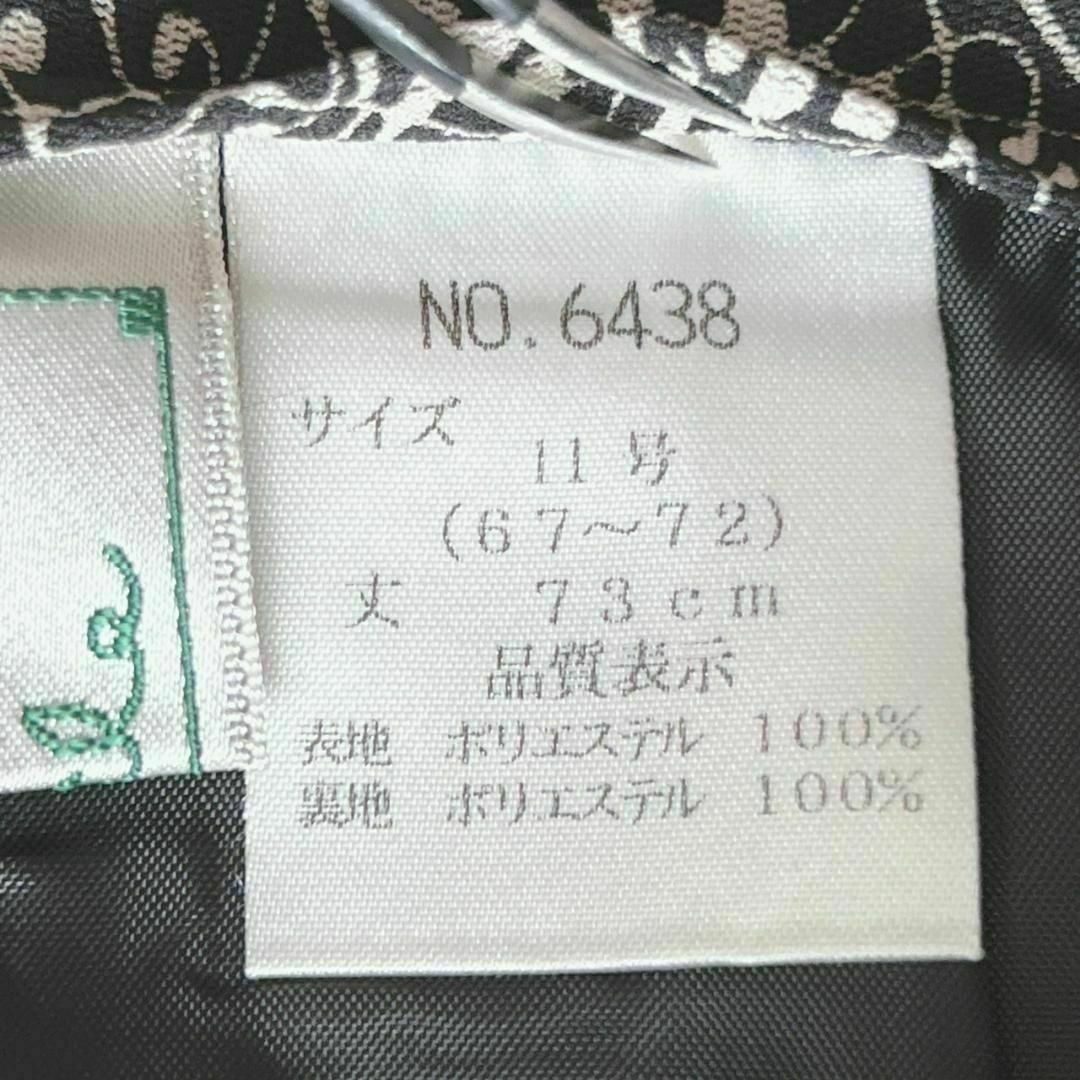 NO.6438
サイズ
11号
(67～72)
丈 73cm
品質表示
表地 ポリエステル 100%
裏地 ポリエステル 100%